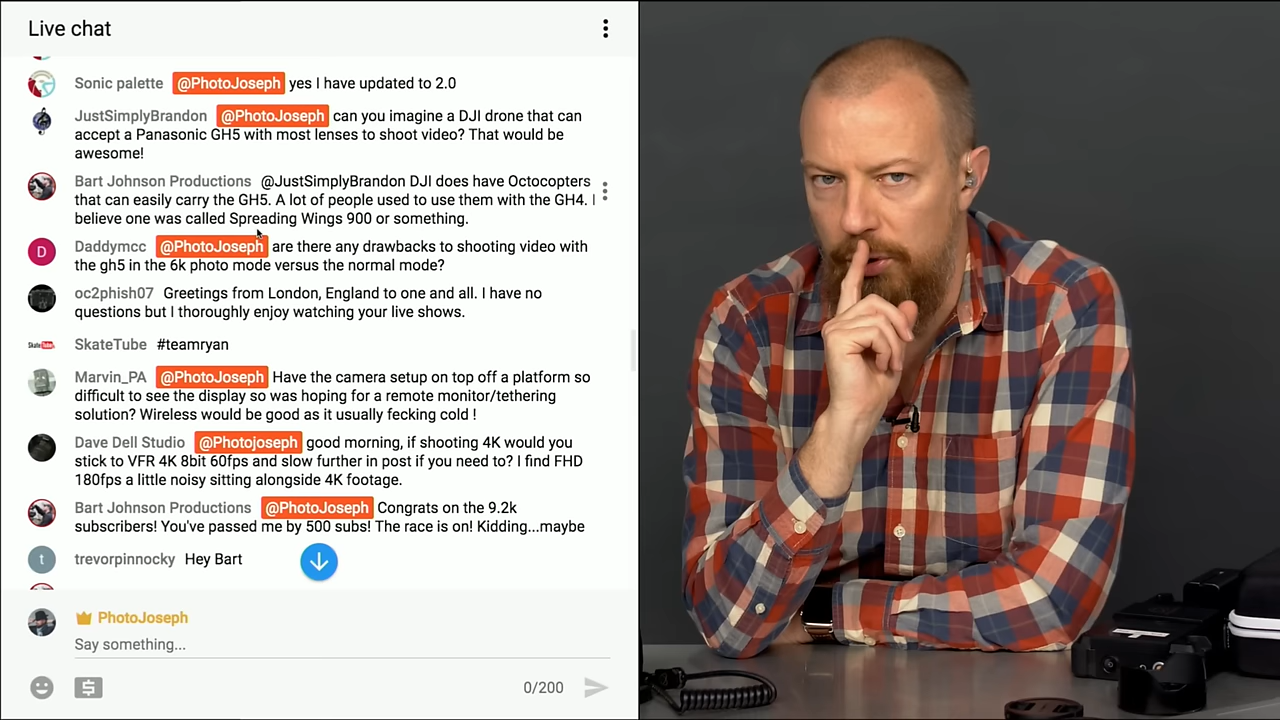 Live chat
Sonic palette @PhotoJoseph yes I have updated to 2.0
JustSimplyBrandon @PhotoJoseph can you imagine a DJI drone that can
accept a Panasonic GH5 with most lenses to shoot video? That would be
awesome!
Bart Johnson Productions @JustSimplyBrandon DJI does have Octocopters
that can easily carry the GH5. A lot of people used to use them with the GH4. I
believe one was called Spreading Wings 900 or something.
D
Daddymcc @PhotoJoseph are there any drawbacks to shooting video with
the gh5 in the 6k photo mode versus the normal mode?
oc2phish07 Greetings from London, England to one and all. I have no
questions but I thoroughly enjoy watching your live shows.
SkateTube SkateTube #teamryan
Marvin_PA @PhotoJoseph Have the camera setup on top off a platform so
difficult to see the display so was hoping for a remote monitor/tethering
solution? Wireless would be good as it usually fecking cold !
Dave Dell Studio @Photojoseph good morning, if shooting 4K would you
stick to VFR 4K 8bit 60fps and slow further in post if you need to? I find FHD
180fps a little noisy sitting alongside 4K footage.
Bart Johnson Productions @PhotoJoseph Congrats on the 9.2k
subscribers! You've passed me by 500 subs! The race is on! Kidding...maybe
t trevorpinnocky Hey Bart
PhotoJoseph
Say something...
0/200